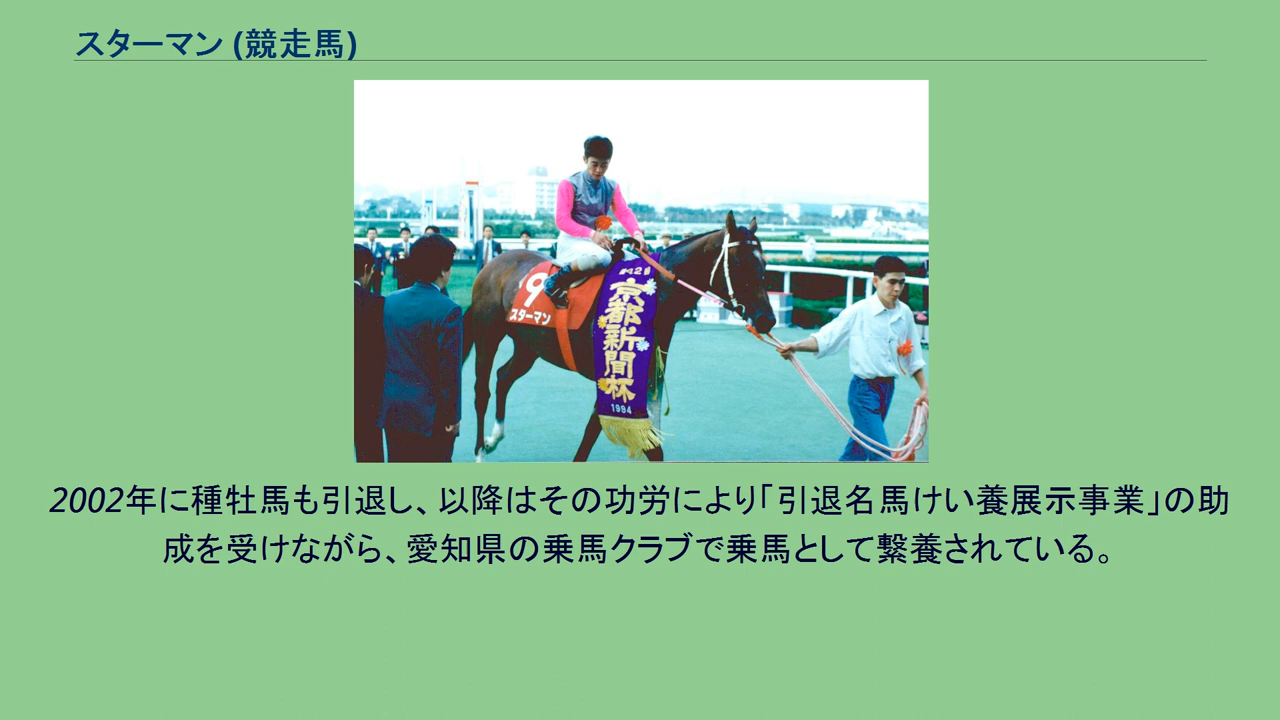 スターマン (競走馬)
9
スターマン
第42回
京都新聞杯
1994
2002年に種牡馬も引退し、以降はその功労により｢引退名馬けい養展示事業｣の助
成を受けながら、愛知県の乗馬クラブで乗馬として繋養されている。